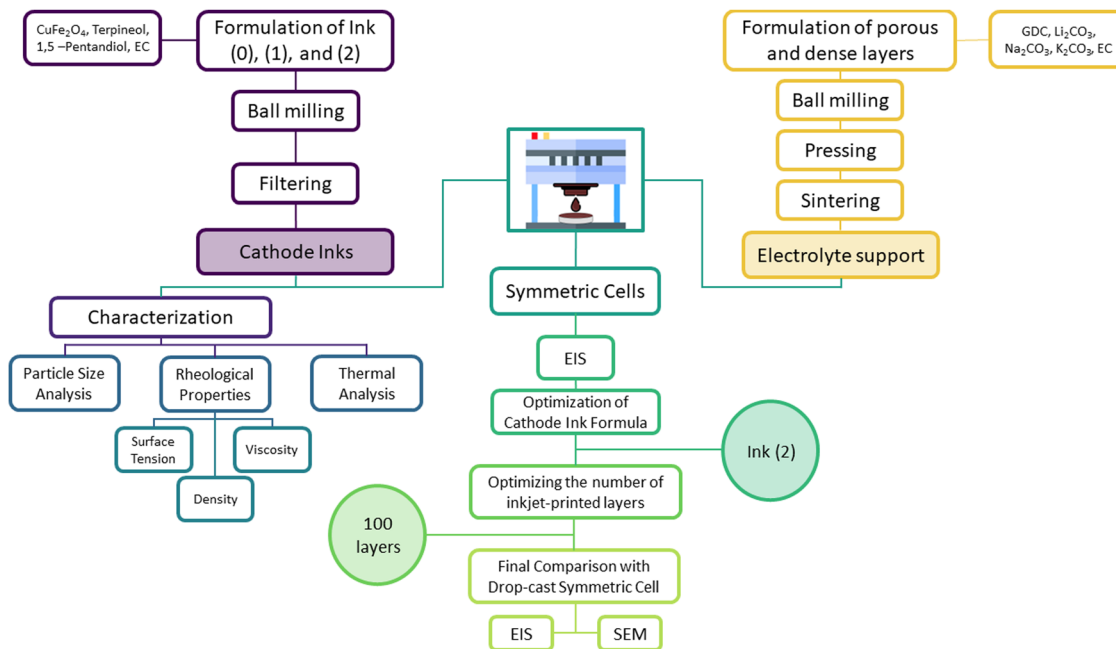 CuFe₂O₄, Terpineol,
1,5 –Pentandiol, EC
Formulation of Ink
(0), (1), and (2)
Ball milling
Filtering
Cathode Inks
Characterization
Particle Size
Analysis
Rheological
Properties
Thermal
Analysis
Surface
Tension
Viscosity
Density
Formulation of porous
and dense layers
GDC, Li₂CO₃,
Na₂CO₃, K₂CO₃, EC
Ball milling
Pressing
Sintering
Electrolyte support
Symmetric Cells
EIS
Optimization of
Cathode Ink Formula
Ink (2)
Optimizing the number of
inkjet-printed layers
100
layers
Final Comparison with
Drop-cast Symmetric Cell
EIS
SEM